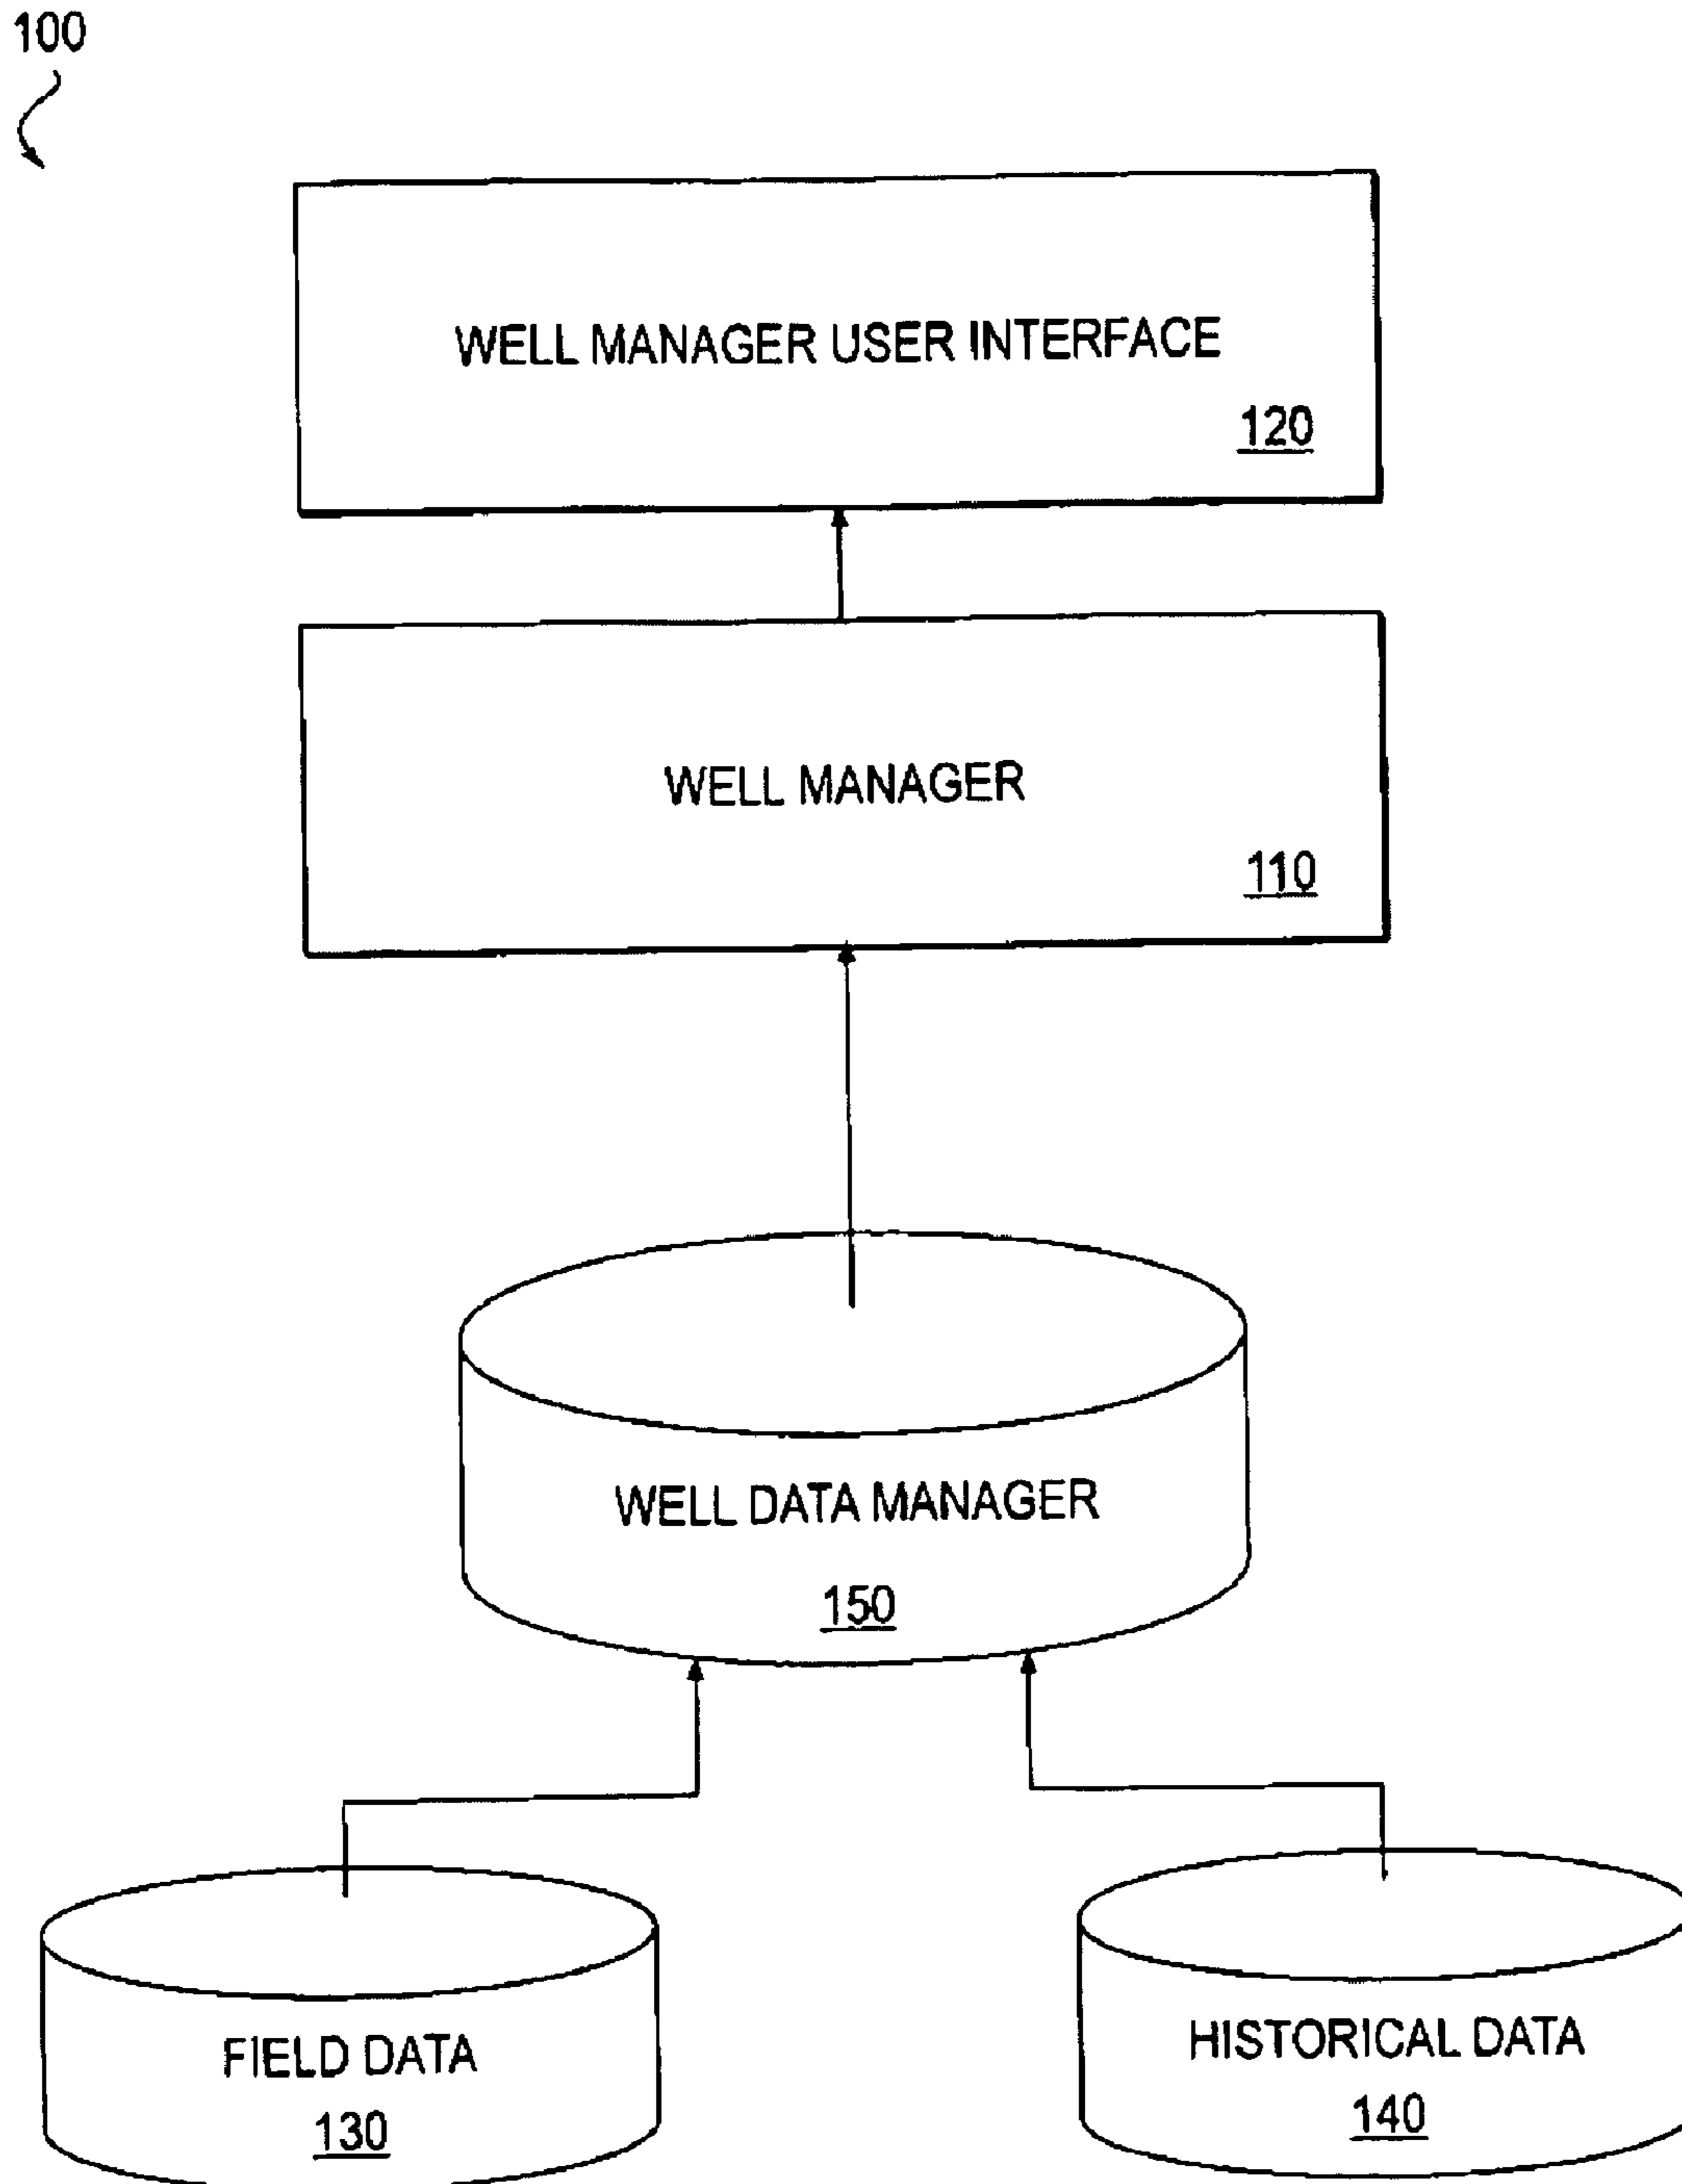 100
WELL MANAGER USER INTERFACE
120
WELL MANAGER
110
WELL DATA MANAGER
150
FIELD DATA
130
HISTORICAL DATA
140